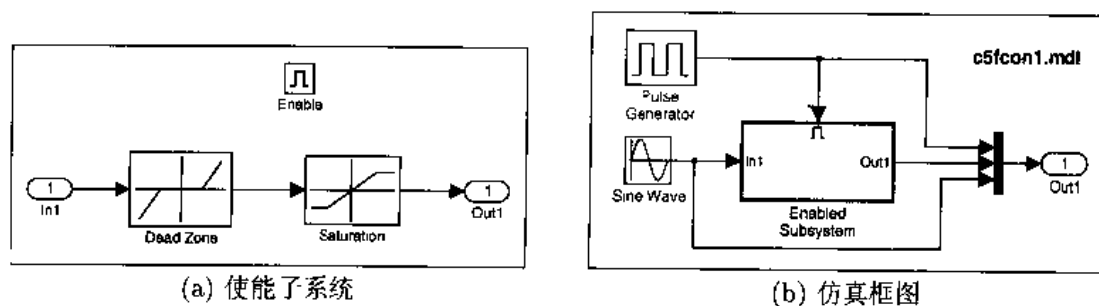 Enable
1
In1
Dead Zone
Saturation
1
Out1
(a) 使能子系统
c5fcon1.mdl
Pulse
Generator
In1
Out1
Sine Wave
Enabled
Subsystem
1
Out1
(b) 仿真框图